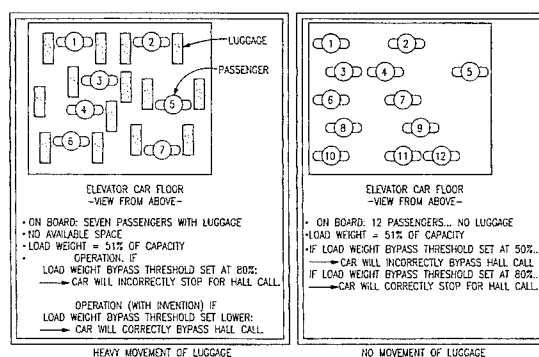 1
2
LUGGAGE
3
PASSENGER
4
5
6
7
ELEVATOR CAR FLOOR
-VIEW FROM ABOVE-
• ON BOARD: SEVEN PASSENGERS WITH LUGGAGE
• NO AVAILABLE SPACE
• LOAD WEIGHT = 51% OF CAPACITY
• OPERATION, IF
LOAD WEIGHT BYPASS THRESHOLD SET AT 80%:
CAR WILL INCORRECTLY STOP FOR HALL CALL.
OPERATION (WITH INVENTION) IF
LOAD WEIGHT BYPASS THRESHOLD SET LOWER:
CAR WILL CORRECTLY BYPASS HALL CALL.
HEAVY MOVEMENT OF LUGGAGE
1
2
3
4
5
6
7
8
9
10
11
12
ELEVATOR CAR FLOOR
-VIEW FROM ABOVE-
• ON BOARD: 12 PASSENGERS... NO LUGGAGE
• LOAD WEIGHT = 51% OF CAPACITY
• IF LOAD WEIGHT BYPASS THRESHOLD SET AT 50%..
CAR WILL INCORRECTLY BYPASS HALL CALL
IF LOAD WEIGHT BYPASS THRESHOLD SET AT 80%..
CAR WILL CORRECTLY STOP FOR HALL CALL.
NO MOVEMENT OF LUGGAGE